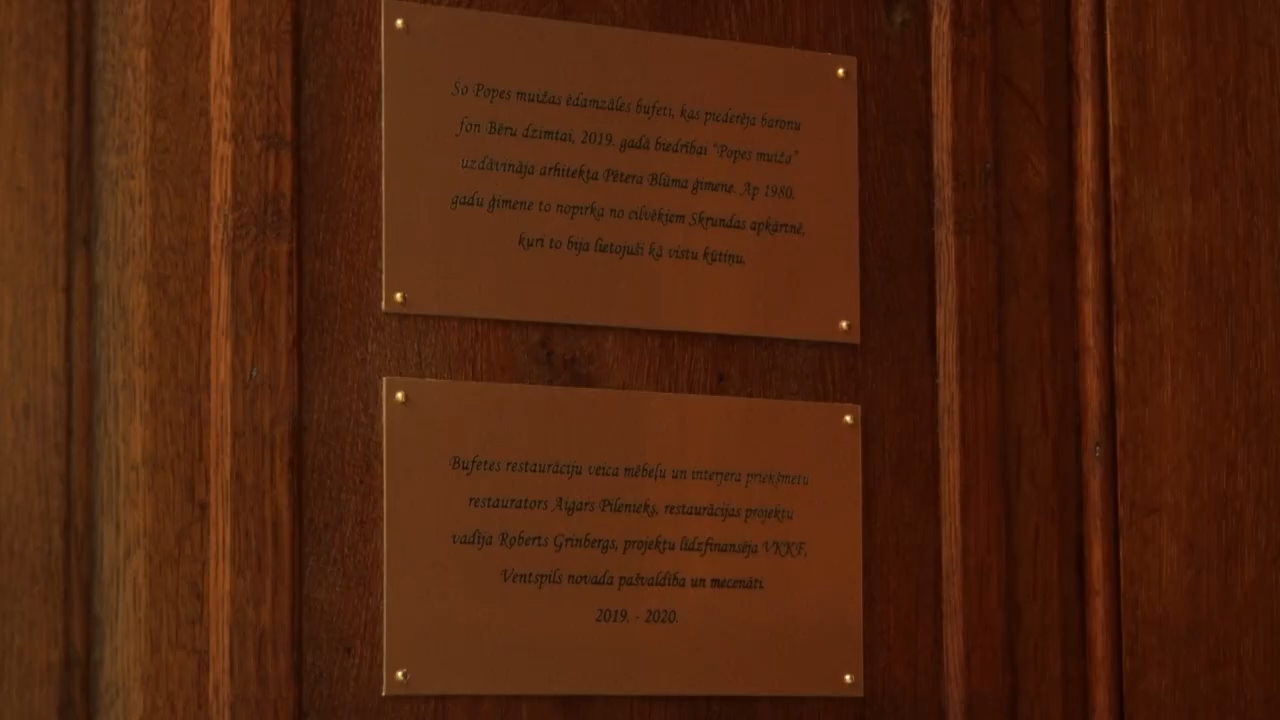 Šo Popes muižas ēdamzāles bufeti, kas piederēja baronu
fon Bēru dzimtai, 2019. gadā biedrībai "Popes muiža"
uzdāvināja arhitekta Pētera Blūma ģimene. Ap 1980.
gadu ģimene to nopirka no cilvēkiem Skrundas apkārtnē,
kuri to bija lietojuši kā vistu kūtiņu.
Bufetes restaurāciju veica mēbeļu un interjera priekšmetu
restaurators Aigars Pilenieks, restaurācijas projektu
vadīja Roberts Grinbergs, projektu līdzfinansēja VKKF,
Ventspils novada pašvaldība un mecenāti.
2019. - 2020.